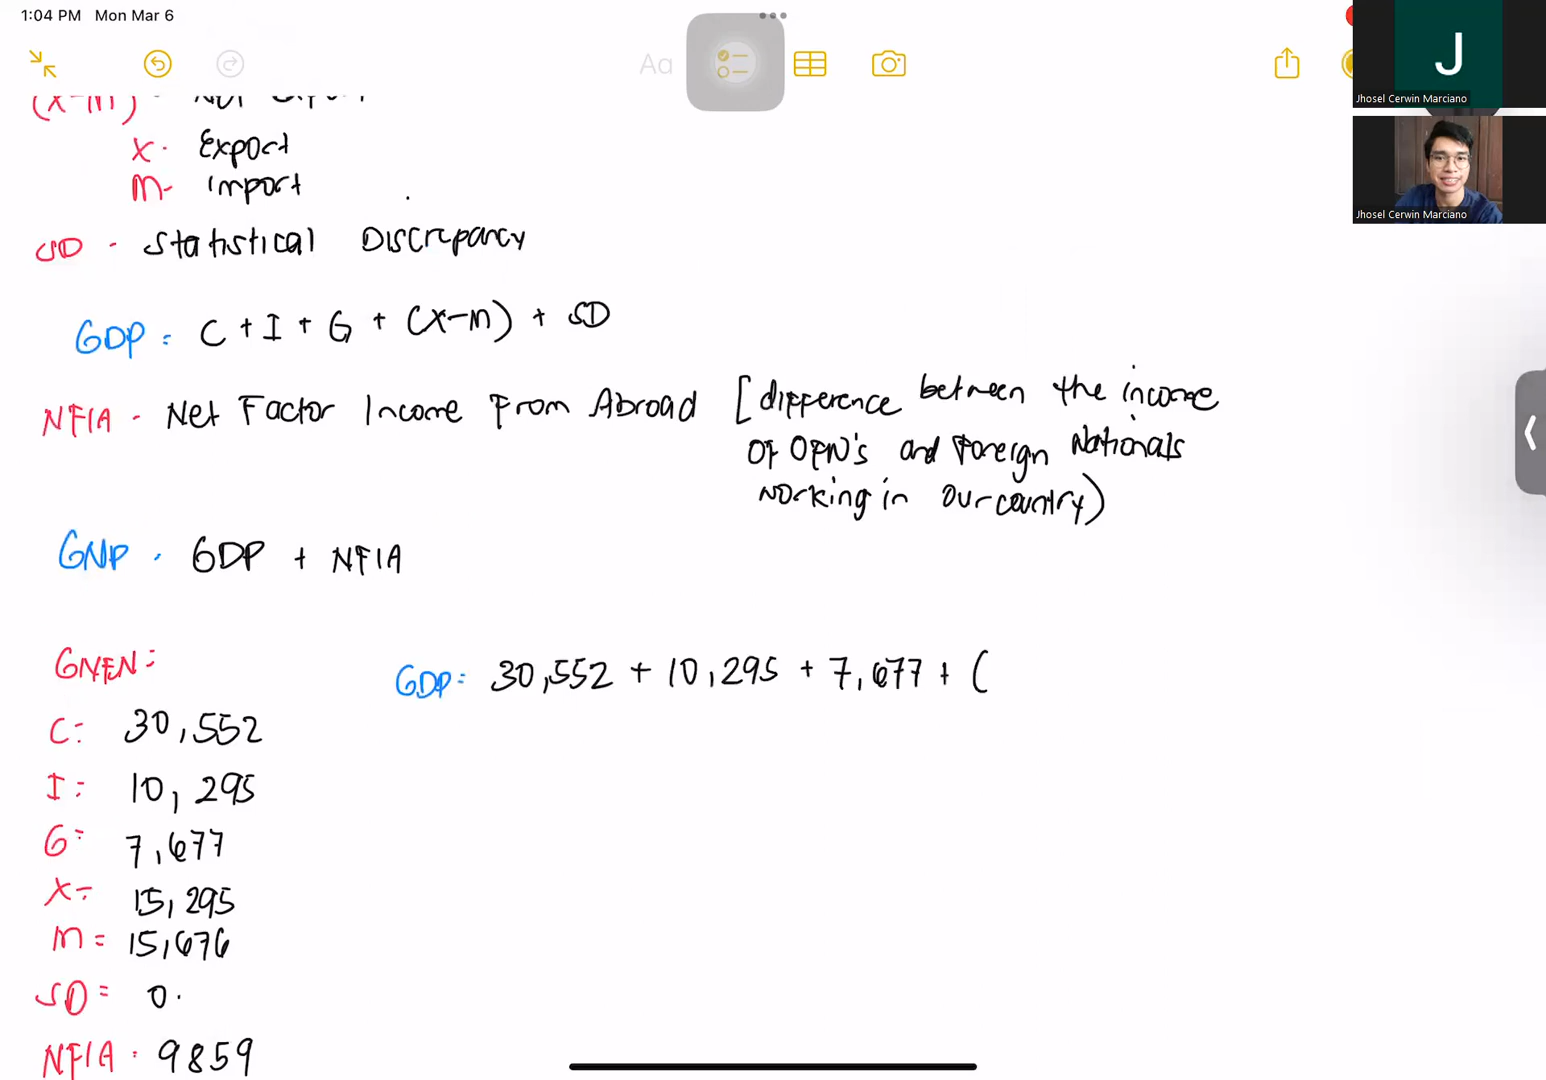 1:04 PM Mon Mar 6
Aa
J
Jhosel Cerwin Marciano
Jhosel Cerwin Marciano
(X-M) -
X - Export
M - Import
SD - Statistical Discrepancy
GDP = C + I + G + (X-M) + SD
NFIA - Net Factor Income From Abroad [difference between the income
of OFW's and Foreign Nationals
working in our country)
GNP - GDP + NFIA
GIVEN:
GDP: 30,552 + 10,295 + 7,677 + (
C: 30,552
I: 10,295
G: 7,677
X= 15,295
M = 15,676
SD= 0.
NFIA: 9859